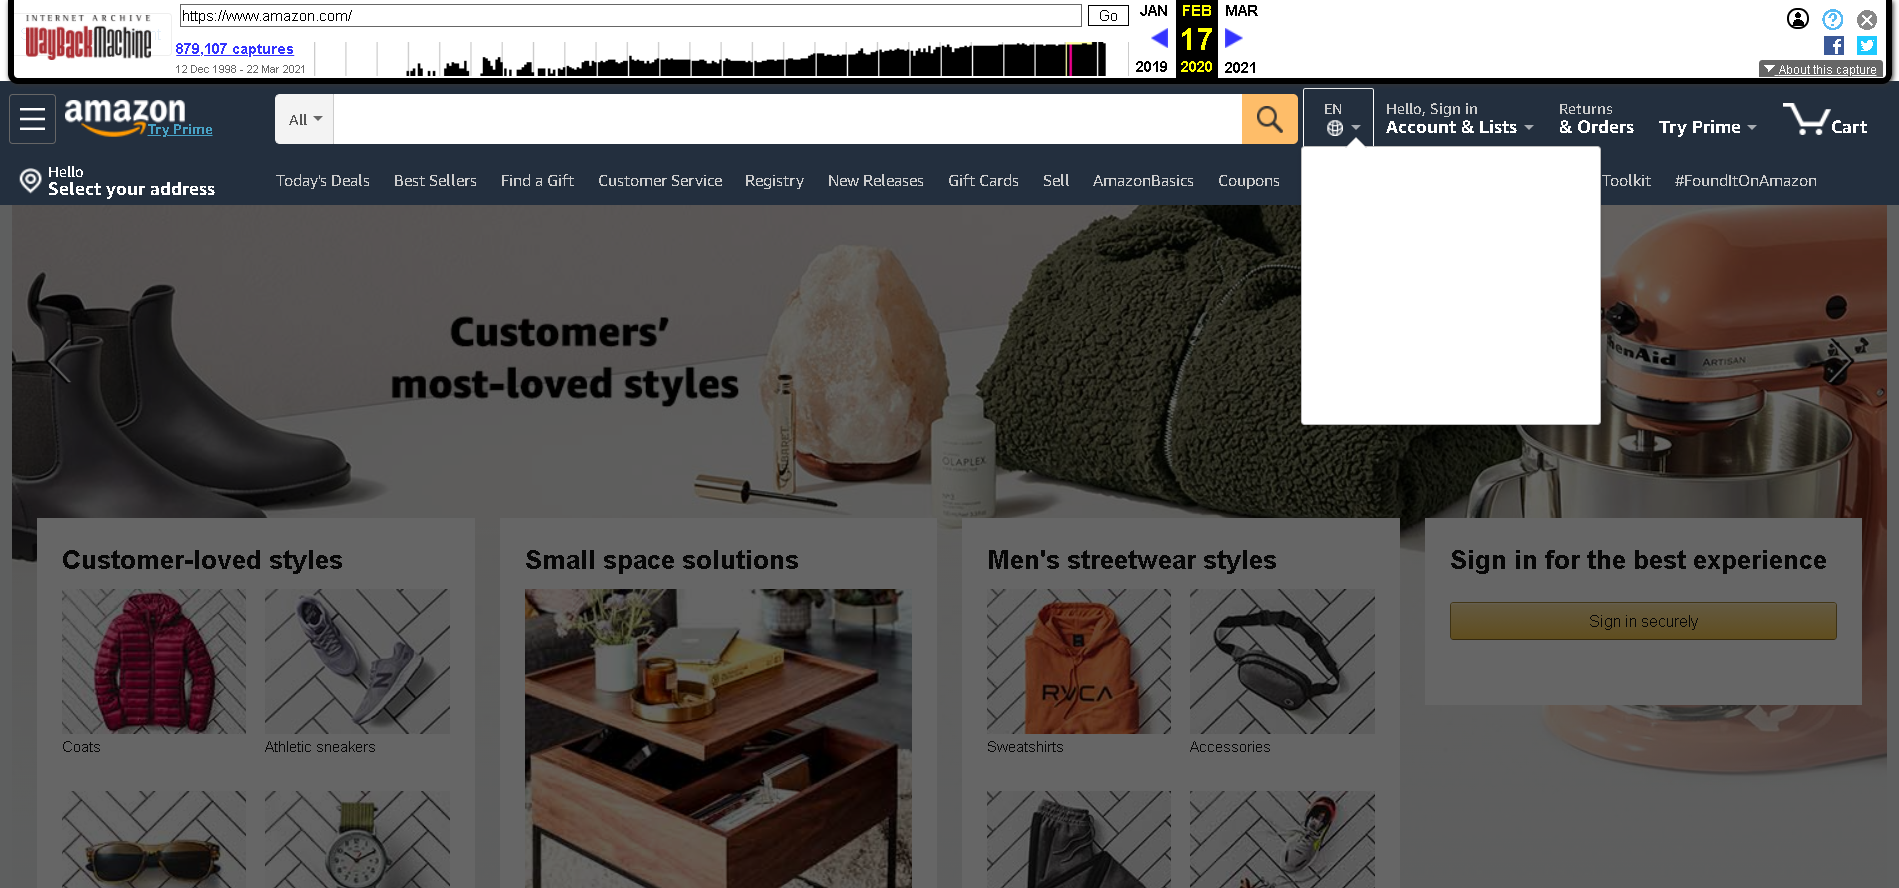 INTERNET ARCHIVE
WayBackMachine
https://www.amazon.com/
Go
879,107 captures
12 Dec 1998 - 22 Mar 2021
JAN FEB MAR
17
2019 2020 2021
About this capture
amazon
Try Prime
All
EN
Hello, Sign in
Account & Lists
Returns
& Orders
Try Prime
Cart
Hello
Select your address
Today's Deals
Best Sellers
Find a Gift
Customer Service
Registry
New Releases
Gift Cards
Sell
AmazonBasics
Coupons
Toolkit
#FoundItOnAmazon
Customers'
most-loved styles
OLAPLEX
ARTISAN
Customer-loved styles
Coats
Athletic sneakers
Small space solutions
Men's streetwear styles
RVCA
Sweatshirts
Accessories
Sign in for the best experience
Sign in securely